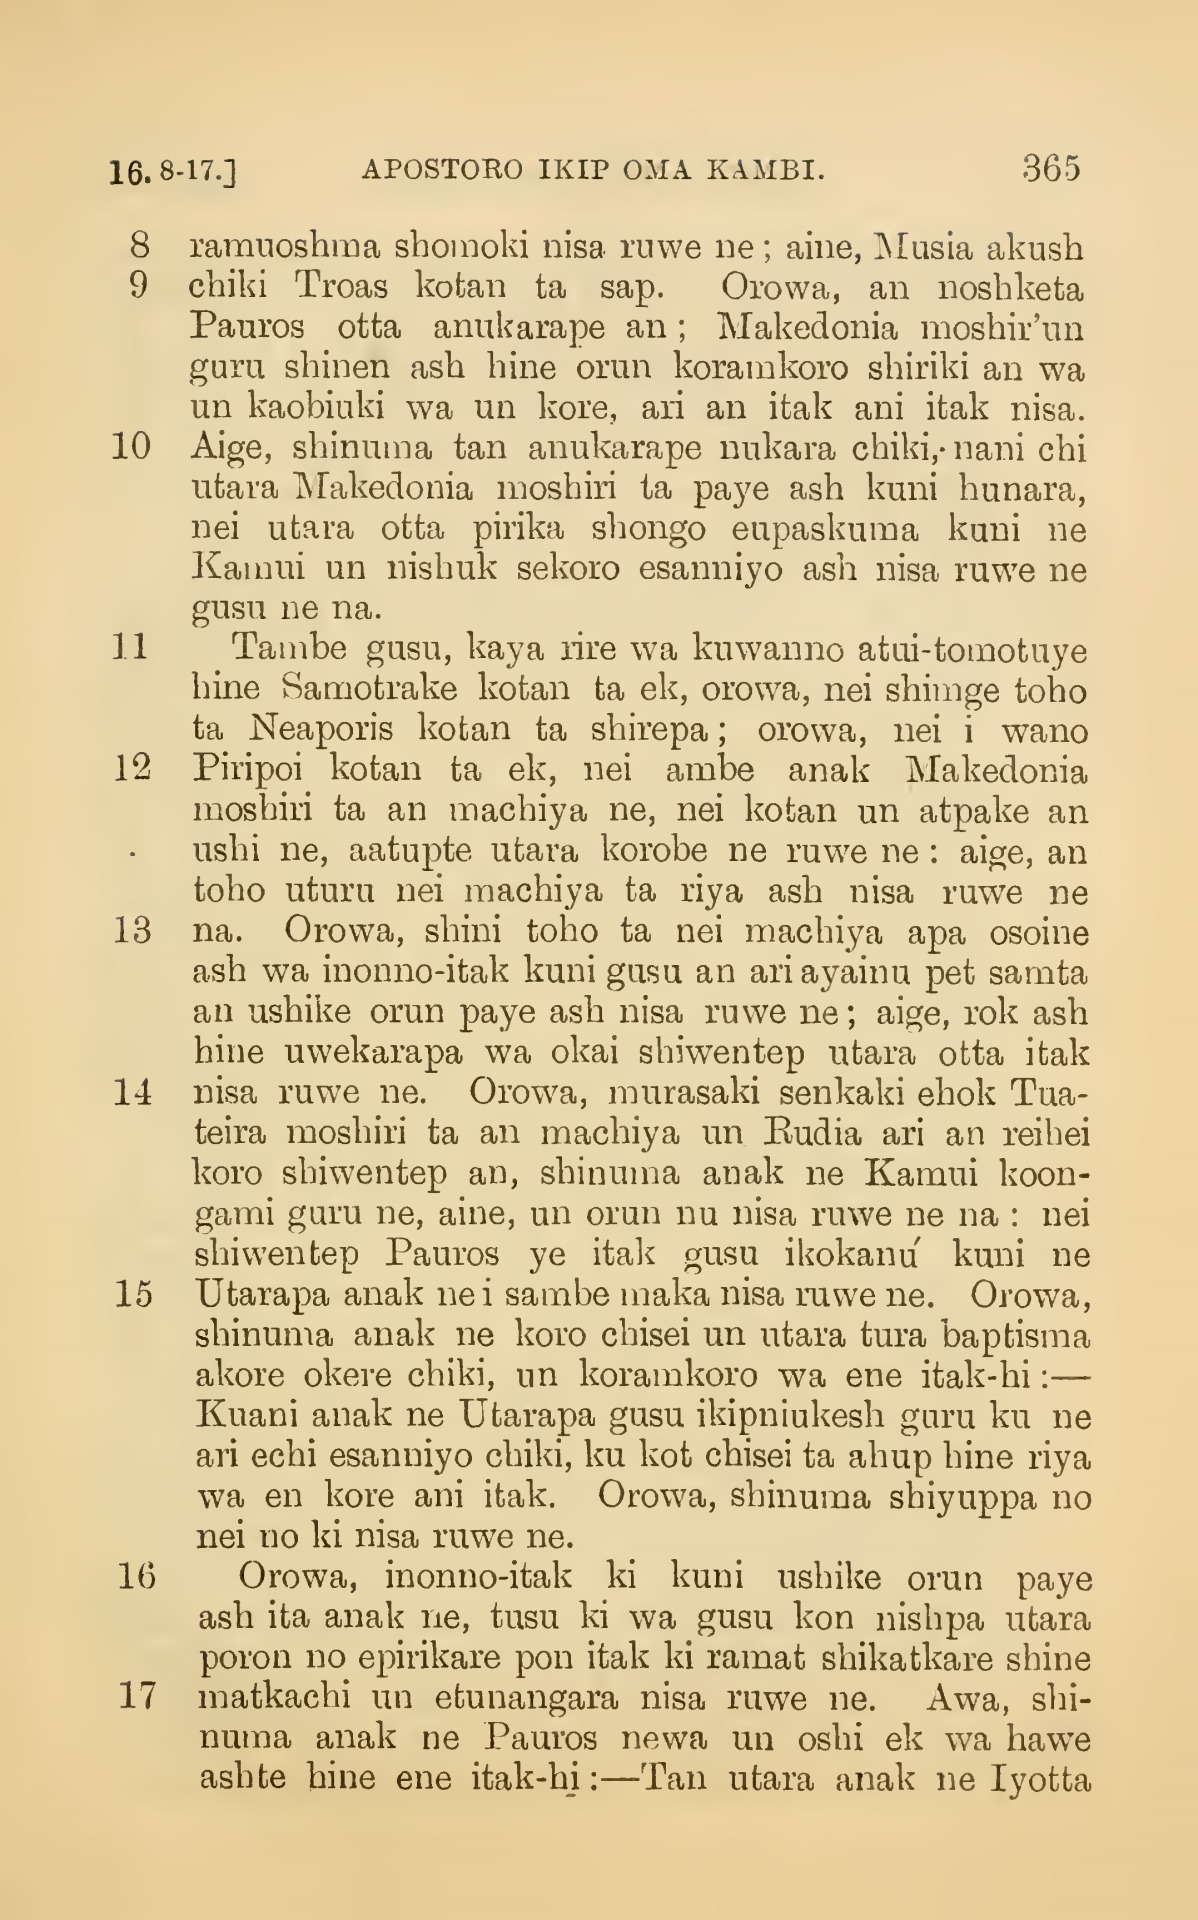 16. 8-17.] APOSTORO IKIP OMA KAMBI. 365
8 ramuoshma shomoki nisa ruwe ne ; aine, Musia akush
9 chiki Troas kotan ta sap. Orowa, an noshketa
Pauros otta anukarape an ; Makedonia moshir'un
guru shinen ash hine orun koramkoro shiriki an wa
un kaobiuki wa un kore, ari an itak ani itak nisa.
10 Aige, shinuma tan anukarape nukara chiki, nani chi
utara Makedonia moshiri ta paye ash kuni hunara,
nei utara otta pirika shongo eupaskuma kuni ne
Kamui un nishuk sekoro esanniyo ash nisa ruwe ne
gusu ne na.
11 Tambe gusu, kaya rire wa kuwanno atui-tomotuye
hine Samotrake kotan ta ek, orowa, nei shimge toho
ta Neaporis kotan ta shirepa ; orowa, nei i wano
12 Piripoi kotan ta ek, nei ambe anak Makedonia
moshiri ta an machiya ne, nei kotan un atpake an
ushi ne, aatupte utara korobe ne ruwe ne : aige, an
toho uturu nei machiya ta riya ash nisa ruwe ne
13 na. Orowa, shini toho ta nei machiya apa osoine
ash wa inonno-itak kuni gusu an ari ayainu pet samta
an ushike orun paye ash nisa ruwe ne ; aige, rok ash
hine uwekarapa wa okai shiwentep utara otta itak
14 nisa ruwe ne. Orowa, murasaki senkaki ehok Tua-
teira moshiri ta an machiya un Rudia ari an reihei
koro shiwentep an, shinuma anak ne Kamui koon-
gami guru ne, aine, un orun nu nisa ruwe ne na : nei
shiwentep Pauros ye itak gusu ikokanú kuni ne
15 Utarapa anak ne i sambe maka nisa ruwe ne. Orowa,
shinuma anak ne koro chisei un utara tura baptisma
akore okere chiki, un koramkoro wa ene itak-hi :—
Kuani anak ne Utarapa gusu ikipniukesh guru ku ne
ari echi esanniyo chiki, ku kot chisei ta ahup hine riya
wa en kore ani itak. Orowa, shinuma shiyuppa no
nei no ki nisa ruwe ne.
16 Orowa, inonno-itak ki kuni ushike orun paye
ash ita anak ne, tusu ki wa gusu kon nishpa utara
poron no epirikare pon itak ki ramat shikatkare shine
17 matkachi un etunangara nisa ruwe ne. Awa, shi-
numa anak ne Pauros newa un oshi ek wa hawe
ashte hine ene itak-hi :—Tan utara anak ne Iyotta